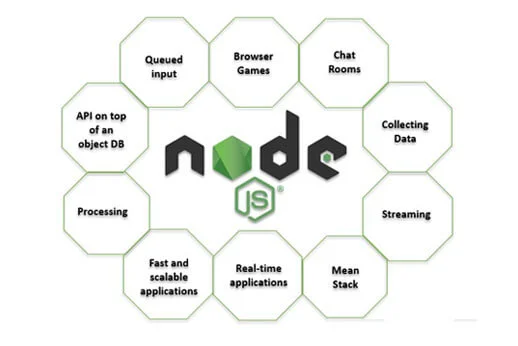 Queued
input
Browser
Games
Chat
Rooms
API on top
of an
object DB
Collecting
Data
node
JS®
Processing
Streaming
Fast and
scalable
applications
Real-time
applications
Mean
Stack